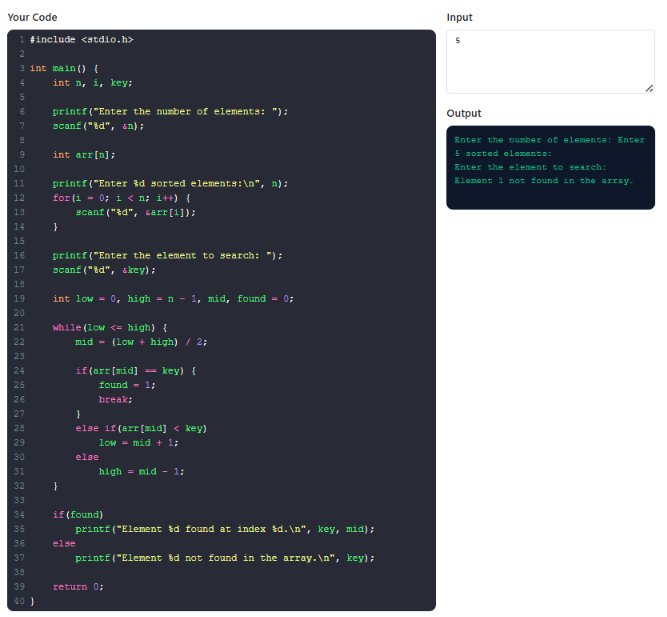 Your Code
1 #include <stdio.h>
2
3 int main() {
4     int n, i, key;
5
6     printf("Enter the number of elements: ");
7     scanf("%d", &n);
8
9     int arr[n];
10
11     printf("Enter %d sorted elements:\n", n);
12     for(i = 0; i < n; i++) {
13         scanf("%d", &arr[i]);
14     }
15
16     printf("Enter the element to search: ");
17     scanf("%d", &key);
18
19     int low = 0, high = n - 1, mid, found = 0;
20
21     while(low <= high) {
22         mid = (low + high) / 2;
23
24         if(arr[mid] == key) {
25             found = 1;
26             break;
27         }
28         else if(arr[mid] < key)
29             low = mid + 1;
30         else
31             high = mid - 1;
32     }
33
34     if(found)
35         printf("Element %d found at index %d.\n", key, mid);
36     else
37         printf("Element %d not found in the array.\n", key);
38
39     return 0;
40 }
Input
5
Output
Enter the number of elements: Enter
5 sorted elements:
Enter the element to search:
Element 1 not found in the array.